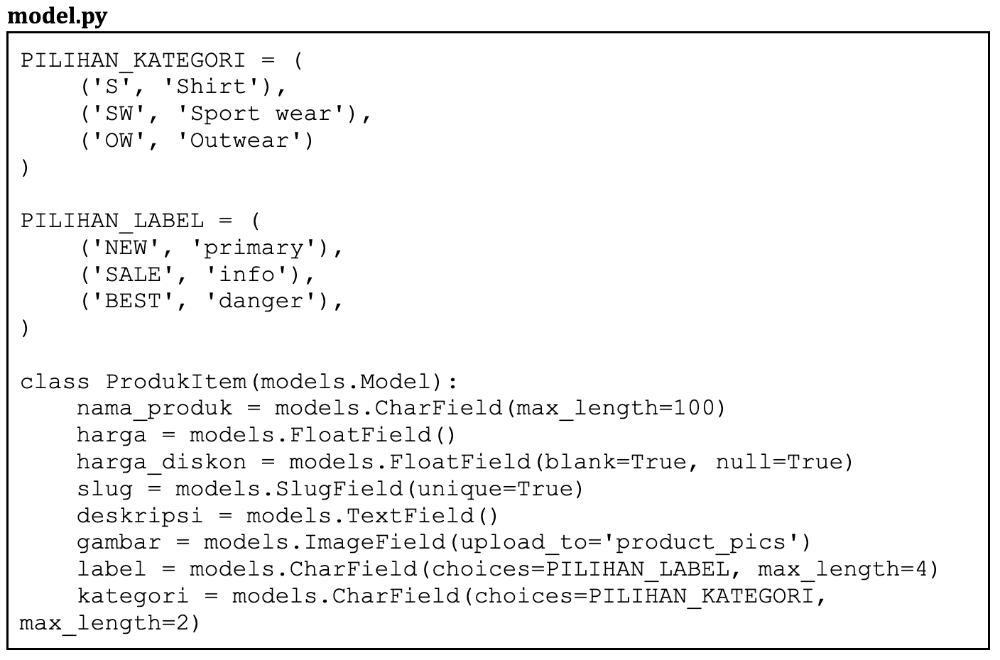 model.py
PILIHAN_KATEGORI = (
    ('S', 'Shirt'),
    ('SW', 'Sport wear'),
    ('OW', 'Outwear')
)
PILIHAN_LABEL = (
    ('NEW', 'primary'),
    ('SALE', 'info'),
    ('BEST', 'danger'),
)
class ProdukItem(models.Model):
    nama_produk = models.CharField(max_length=100)
    harga = models.FloatField()
    harga_diskon = models.FloatField(blank=True, null=True)
    slug = models.SlugField(unique=True)
    deskripsi = models.TextField()
    gambar = models.ImageField(upload_to='product_pics')
    label = models.CharField(choices=PILIHAN_LABEL, max_length=4)
    kategori = models.CharField(choices=PILIHAN_KATEGORI,
max_length=2)